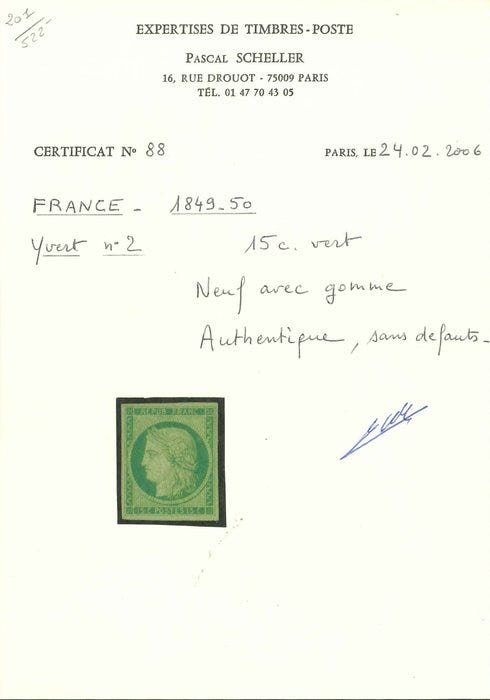 201
522
EXPERTISES DE TIMBRES-POSTE
PASCAL SCHELLER
16, RUE DROUOT - 75009 PARIS
TÉL. 01 47 70 43 05
CERTIFICAT No 88 PARIS, LE 24.02.2006
FRANCE - 1849-50
Yvert n° 2 15c. vert
Neuf avec gomme
Authentique, sans defauts-
REPUB FRANC
15 C POSTES 15 C